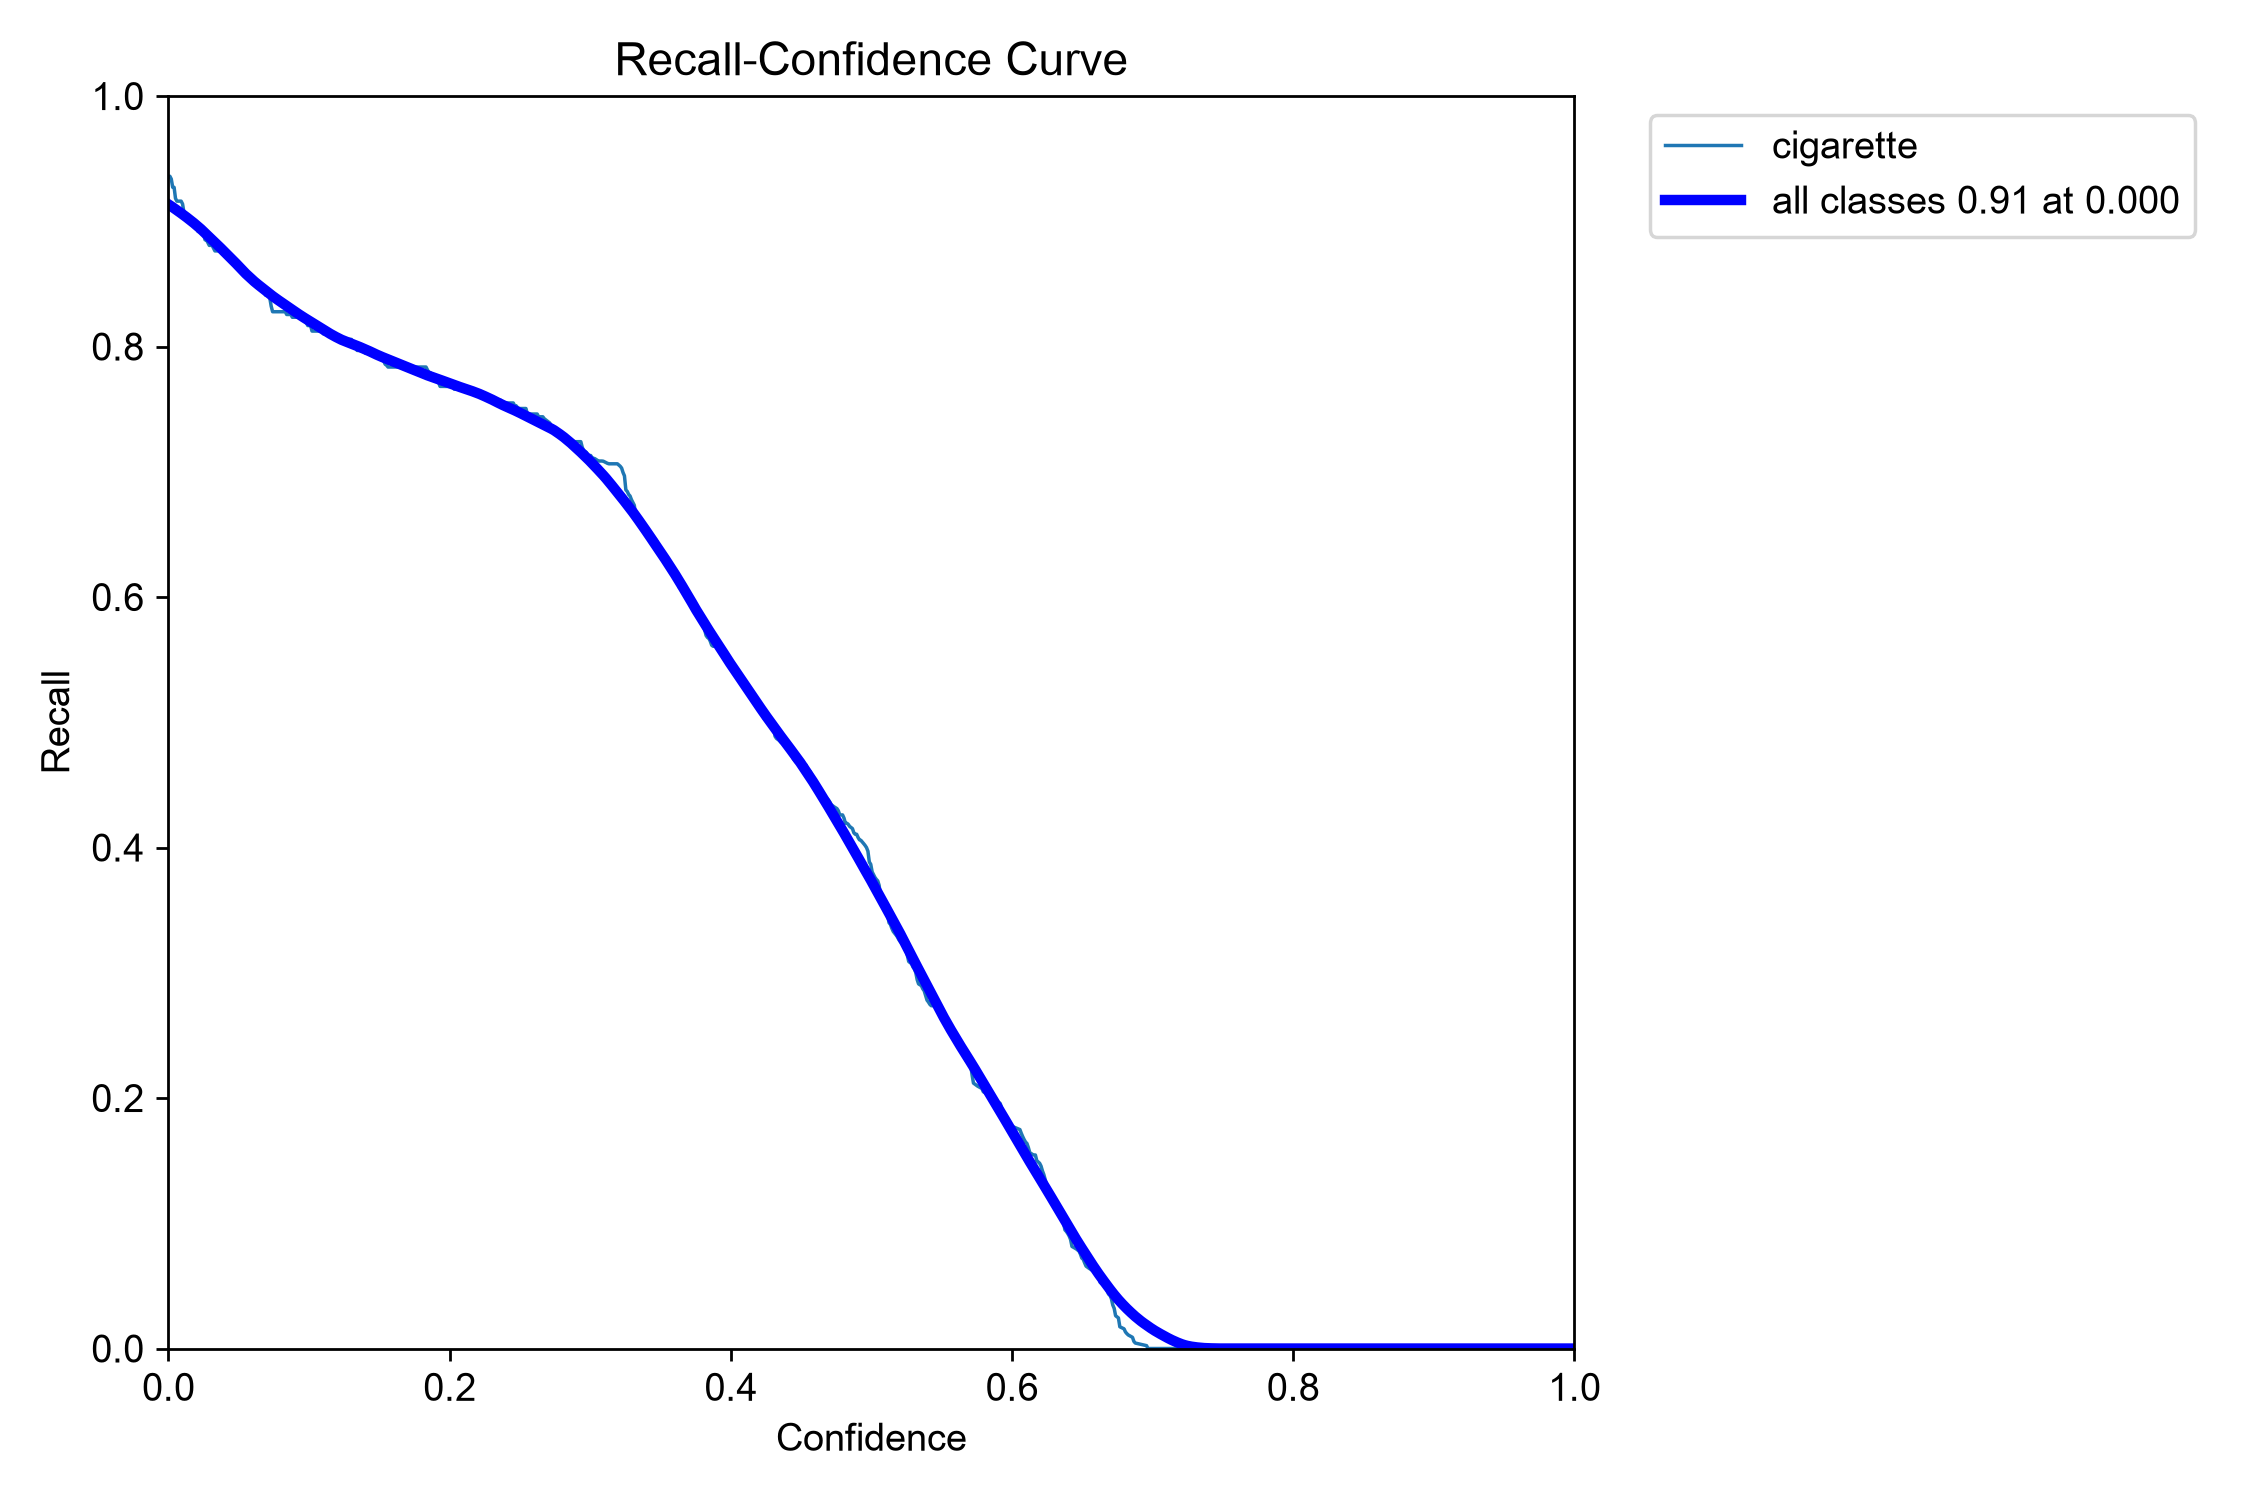 Recall-Confidence Curve
1.0
0.8
0.6
0.4
0.2
0.0
Recall
0.0 0.2 0.4 0.6 0.8 1.0
Confidence
cigarette
all classes 0.91 at 0.000